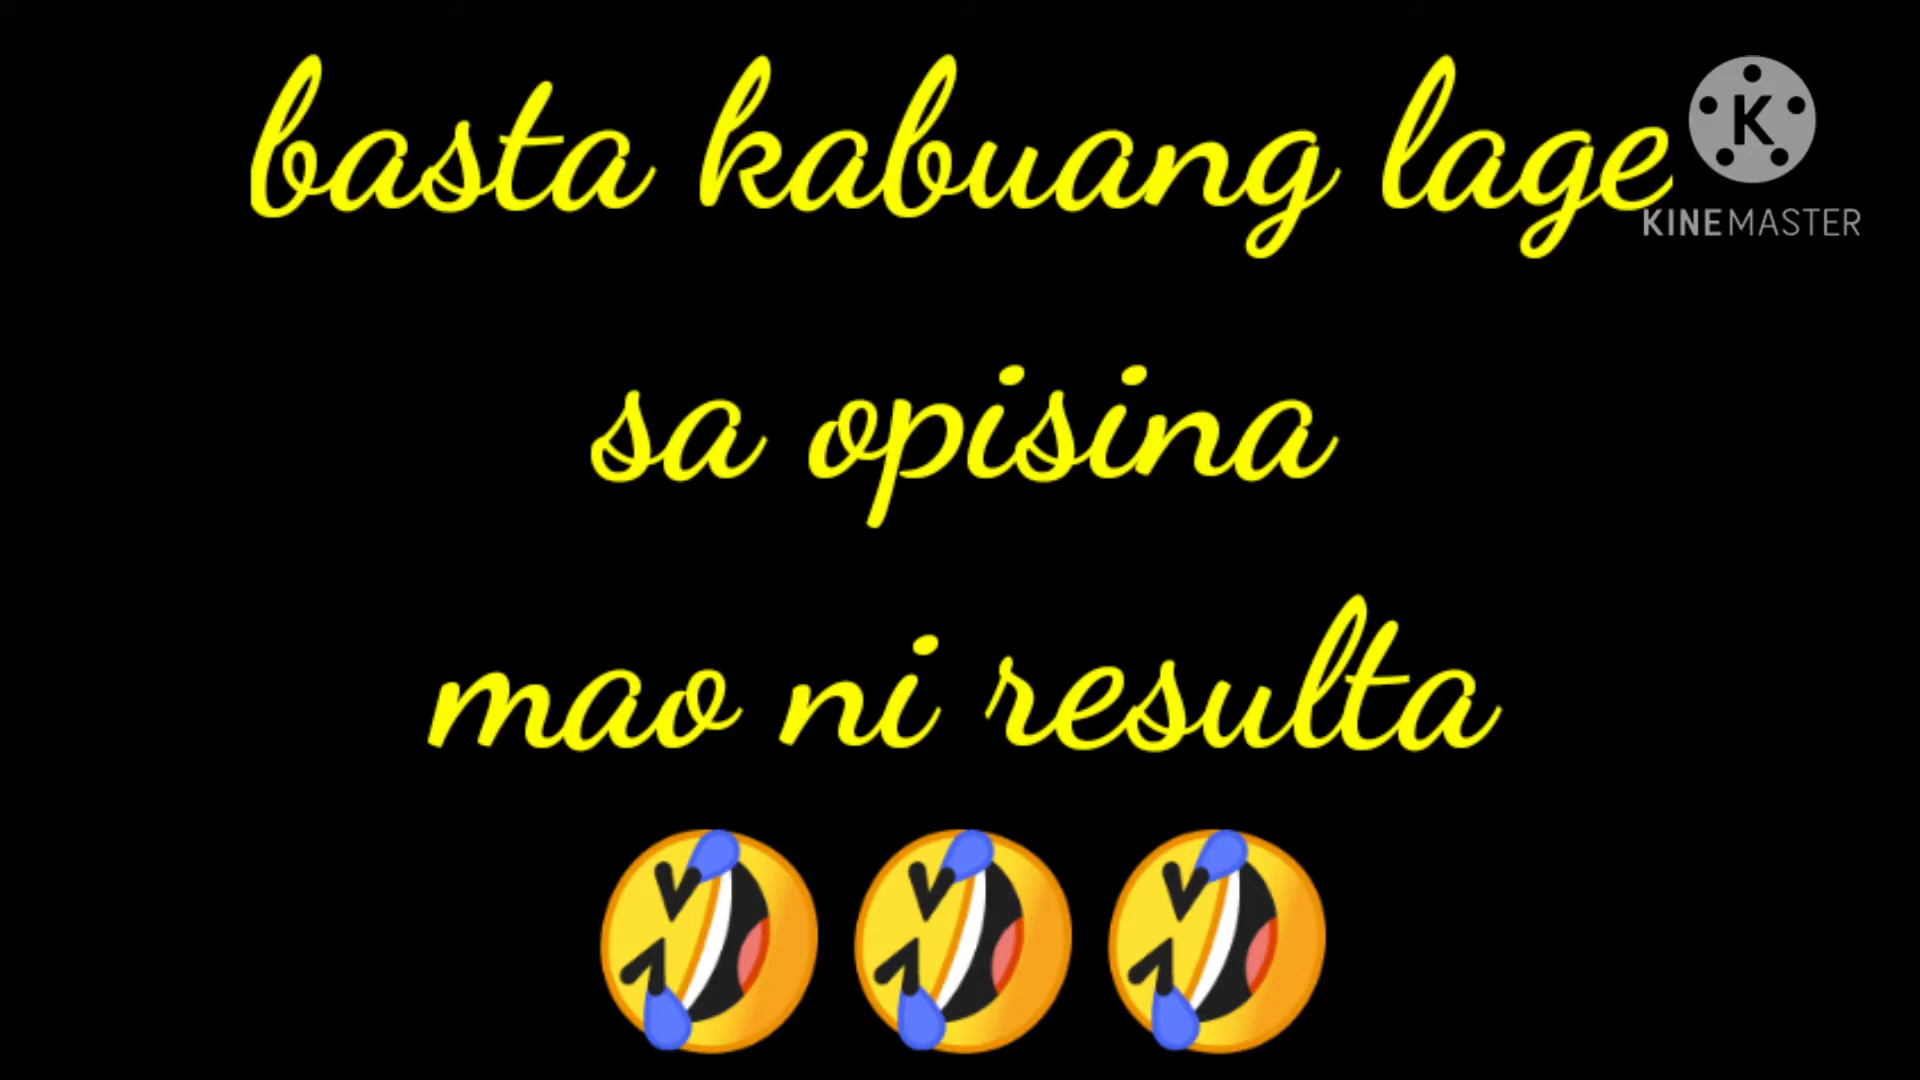 basta kabuang lage
KINEMASTER
sa opisina
mao ni resulta
🤣🤣🤣